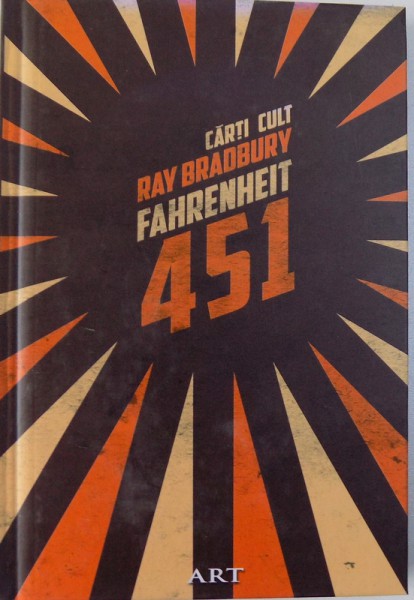 CĂRȚI CULT
RAY BRADBURY
FAHRENHEIT
451
ART